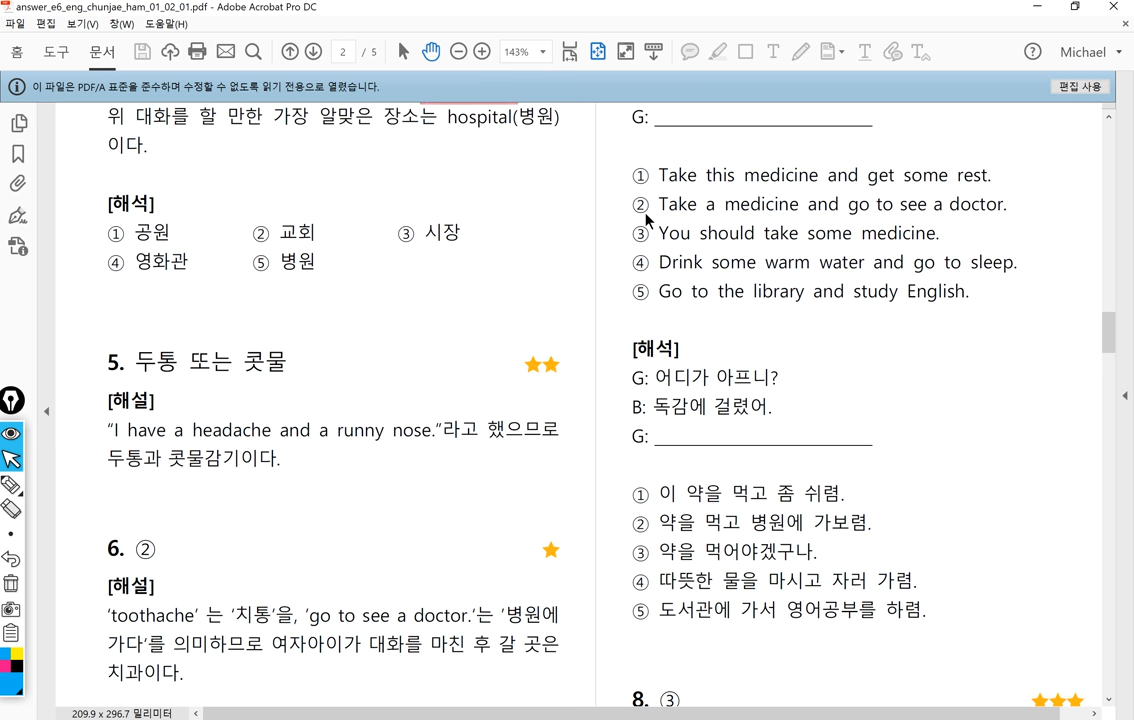 answer_e6_eng_chunjae_ham_01_02_01.pdf - Adobe Acrobat Pro DC
파일 편집 보기(V) 창(W) 도움말(H)
홈 도구 문서 2 / 5 143% Michael
이 파일은 PDF/A 표준을 준수하며 수정할 수 없도록 읽기 전용으로 열렸습니다. 편집 사용
위 대화를 할 만한 가장 알맞은 장소는 hospital(병원)
이다.
[해석]
① 공원 ② 교회 ③ 시장
④ 영화관 ⑤ 병원
5. 두통 또는 콧물
[해설]
“I have a headache and a runny nose.”라고 했으므로
두통과 콧물감기이다.
6. ②
[해설]
‘toothache’ 는 ‘치통’을, ’go to see a doctor.‘는 ’병원에
가다‘를 의미하므로 여자아이가 대화를 마친 후 갈 곳은
치과이다.
G: ______________________
① Take this medicine and get some rest.
② Take a medicine and go to see a doctor.
③ You should take some medicine.
④ Drink some warm water and go to sleep.
⑤ Go to the library and study English.
[해석]
G: 어디가 아프니?
B: 독감에 걸렸어.
G: ______________________
① 이 약을 먹고 좀 쉬렴.
② 약을 먹고 병원에 가보렴.
③ 약을 먹어야겠구나.
④ 따뜻한 물을 마시고 자러 가렴.
⑤ 도서관에 가서 영어공부를 하렴.
8. ③
209.9 x 296.7 밀리미터